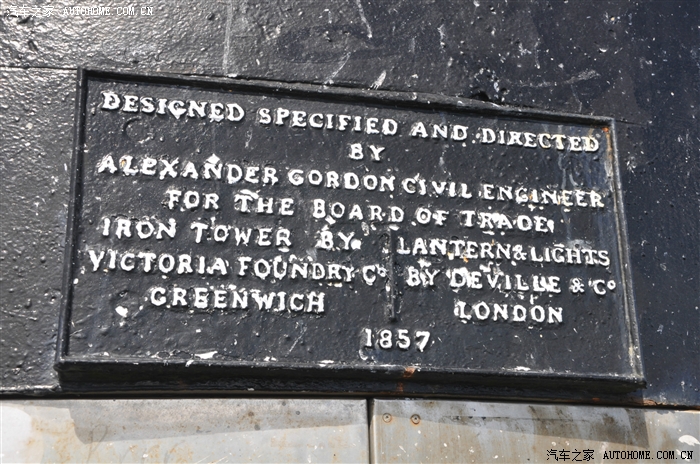 汽车之家 AUTOHOME.COM.CN
DESIGNED SPECIFIED AND DIRECTED
BY
ALEXANDER GORDON CIVIL ENGINEER
FOR THE BOARD OF TRADE
IRON TOWER BY
VICTORIA FOUNDRY Co
GREENWICH
LANTERN & LIGHTS
BY DEVILLE & Co
LONDON
1857
汽车之家 AUTOHOME.COM.CN